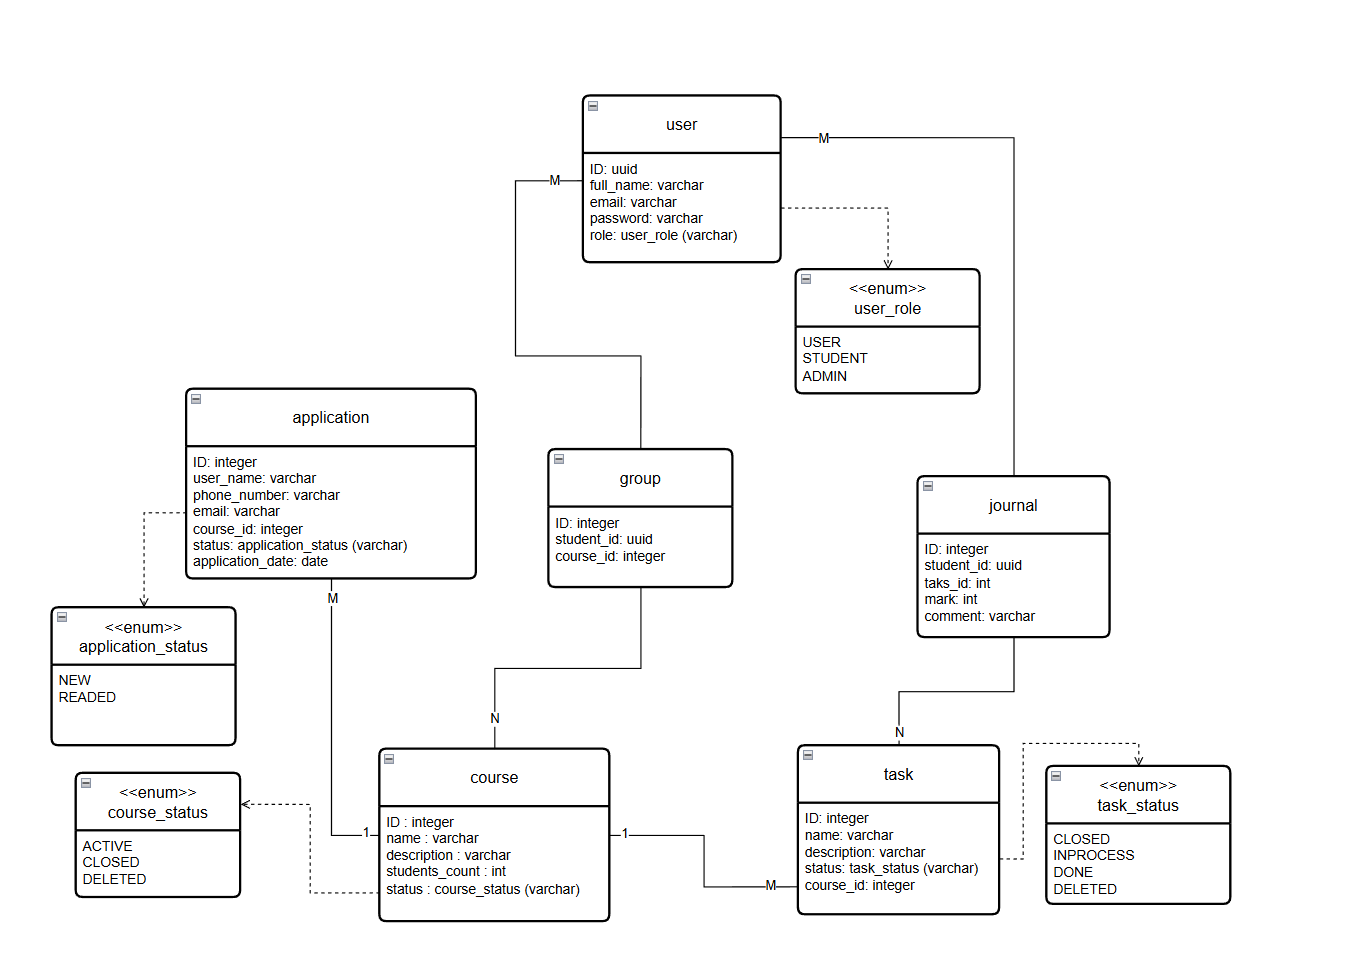 user
ID: uuid
full_name: varchar
email: varchar
password: varchar
role: user_role (varchar)
M
M
<<enum>>
user_role
USER
STUDENT
ADMIN
application
ID: integer
user_name: varchar
phone_number: varchar
email: varchar
course_id: integer
status: application_status (varchar)
application_date: date
group
ID: integer
student_id: uuid
course_id: integer
journal
ID: integer
student_id: uuid
taks_id: int
mark: int
comment: varchar
M
<<enum>>
application_status
NEW
READED
N
N
<<enum>>
course_status
ACTIVE
CLOSED
DELETED
course
ID : integer
name : varchar
description : varchar
students_count : int
status : course_status (varchar)
1
1
M
task
ID: integer
name: varchar
description: varchar
status: task_status (varchar)
course_id: integer
<<enum>>
task_status
CLOSED
INPROCESS
DONE
DELETED